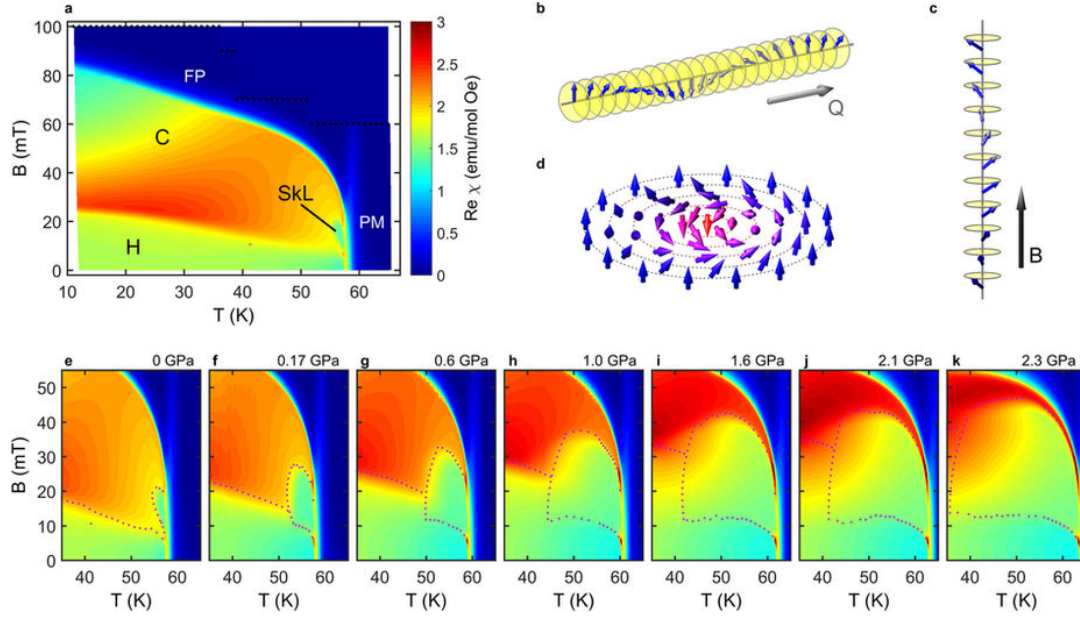 a
100
80
60
40
20
0
B (mT)
10 20 30 40 50 60
T (K)
FP
C
SkL
PM
H
3
2.5
2
1.5
1
0.5
0
Re χ (emu/mol Oe)
b
Q
c
B
d
e 0 GPa
f 0.17 GPa
g 0.6 GPa
h 1.0 GPa
i 1.6 GPa
j 2.1 GPa
k 2.3 GPa
50
40
30
20
10
0
B (mT)
40 50 60
40 50 60
40 50 60
40 50 60
40 50 60
40 50 60
40 50 60
T (K) T (K) T (K) T (K) T (K) T (K) T (K)